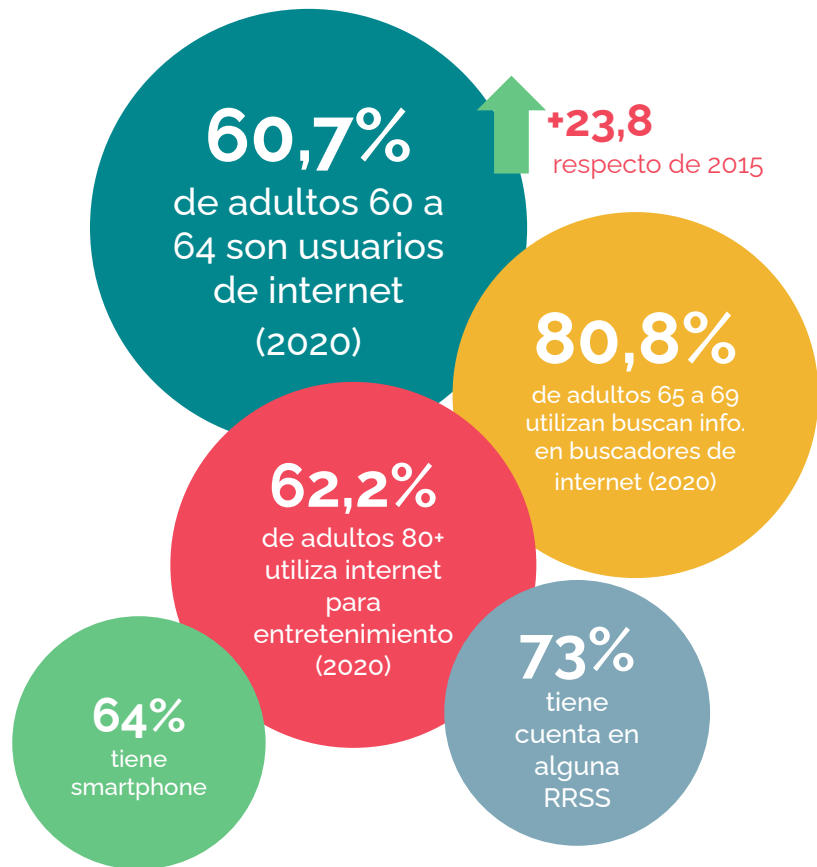 60,7%
de adultos 60 a
64 son usuarios
de internet
(2020)
+23,8
respecto de 2015
80,8%
de adultos 65 a 69
utilizan buscan info.
en buscadores de
internet (2020)
62,2%
de adultos 80+
utiliza internet
para
entretenimiento
(2020)
73%
tiene
cuenta en
alguna
RRSS
64%
tiene
smartphone